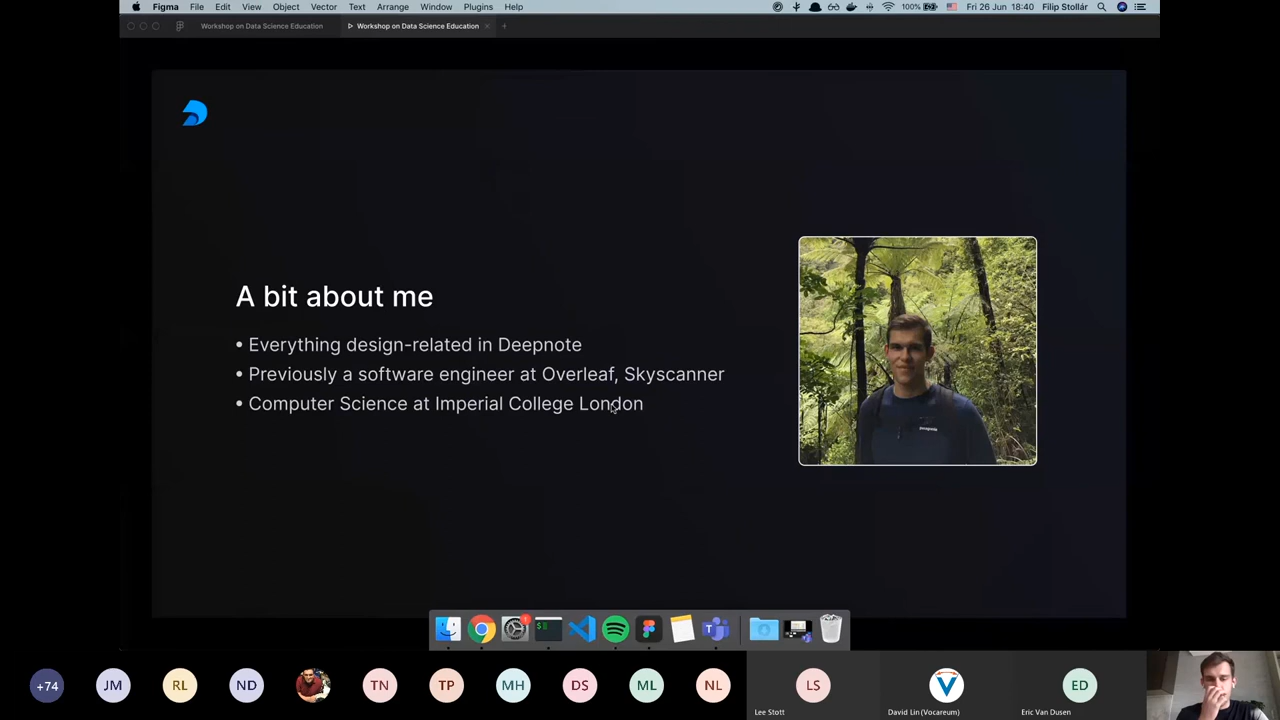 Figma File Edit View Object Vector Text Arrange Window Plugins Help 100% Fri 26 Jun 18:40 Filip Stollár
Workshop on Data Science Education Workshop on Data Science Education
A bit about me
• Everything design-related in Deepnote
• Previously a software engineer at Overleaf, Skyscanner
• Computer Science at Imperial College London
patagonia
+74 JM RL ND TN TP MH DS ML NL LS ED
Lee Stott David Lin (Vocareum) Eric Van Dusen